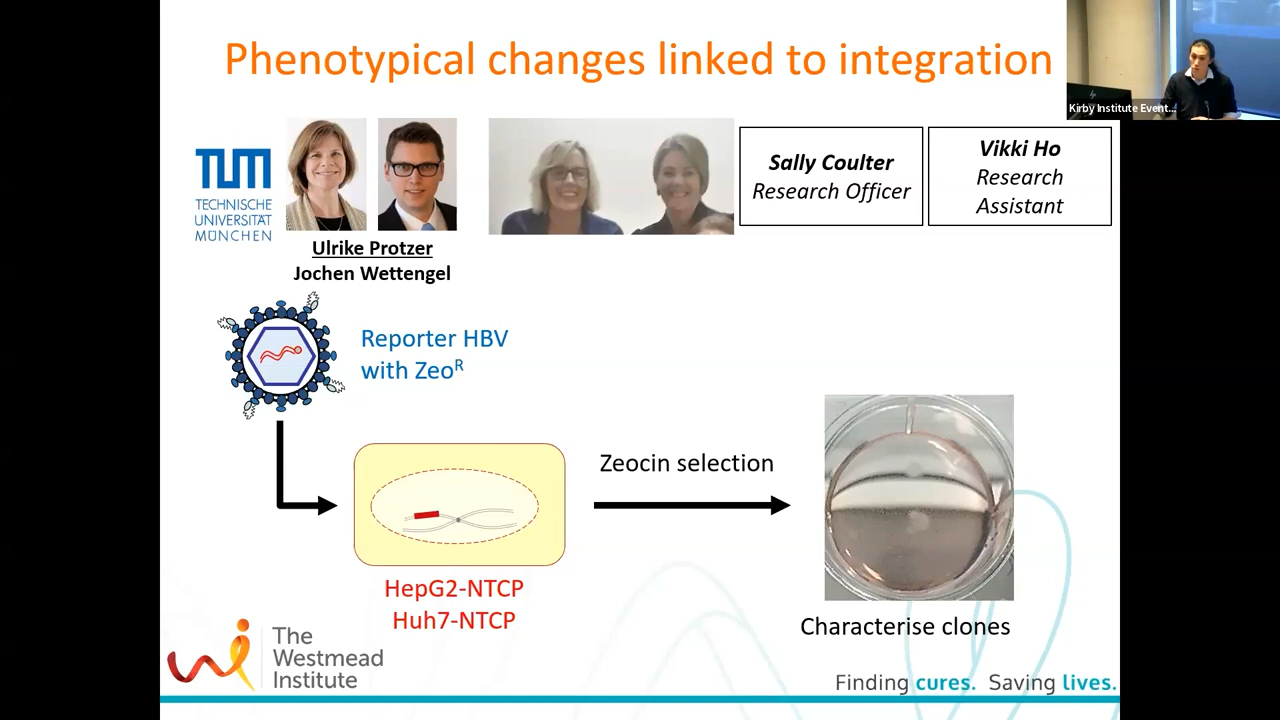 Phenotypical changes linked to integration
Kirby Institute Event...
TUM
TECHNISCHE
UNIVERSITÄT
MÜNCHEN
Ulrike Protzer
Jochen Wettengel
Sally Coulter
Research Officer
Vikki Ho
Research
Assistant
Reporter HBV
with Zeoᴿ
Zeocin selection
HepG2-NTCP
Huh7-NTCP
Characterise clones
The
Westmead
Institute
Finding cures. Saving lives.